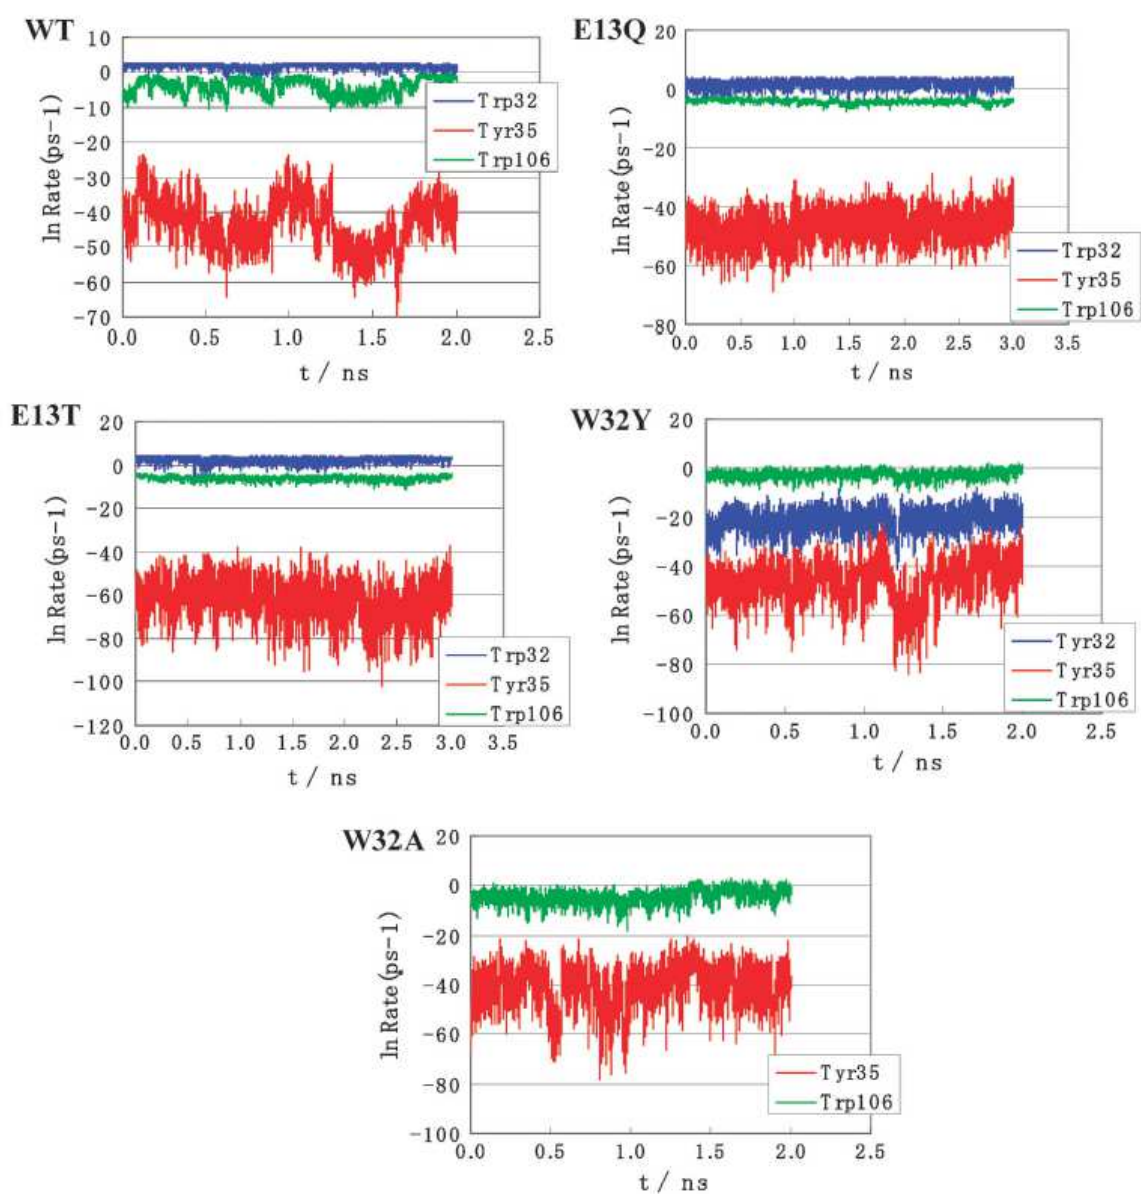 WT
10
0
-10
-20
-30
-40
-50
-60
-70
ln Rate(ps-1)
0.0 0.5 1.0 1.5 2.0 2.5
t / ns
Trp32
Tyr35
Trp106
E13Q
20
0
-20
-40
-60
-80
ln Rate(ps-1)
0.0 0.5 1.0 1.5 2.0 2.5 3.0 3.5
t / ns
Trp32
Tyr35
Trp106
E13T
20
0
-20
-40
-60
-80
-100
-120
ln Rate(ps-1)
0.0 0.5 1.0 1.5 2.0 2.5 3.0 3.5
t / ns
Trp32
Tyr35
Trp106
W32Y
20
0
-20
-40
-60
-80
-100
ln Rate(ps-1)
0.0 0.5 1.0 1.5 2.0 2.5
t / ns
Tyr32
Tyr35
Trp106
W32A
20
0
-20
-40
-60
-80
-100
ln Rate(ps-1)
0.0 0.5 1.0 1.5 2.0 2.5
t / ns
Tyr35
Trp106